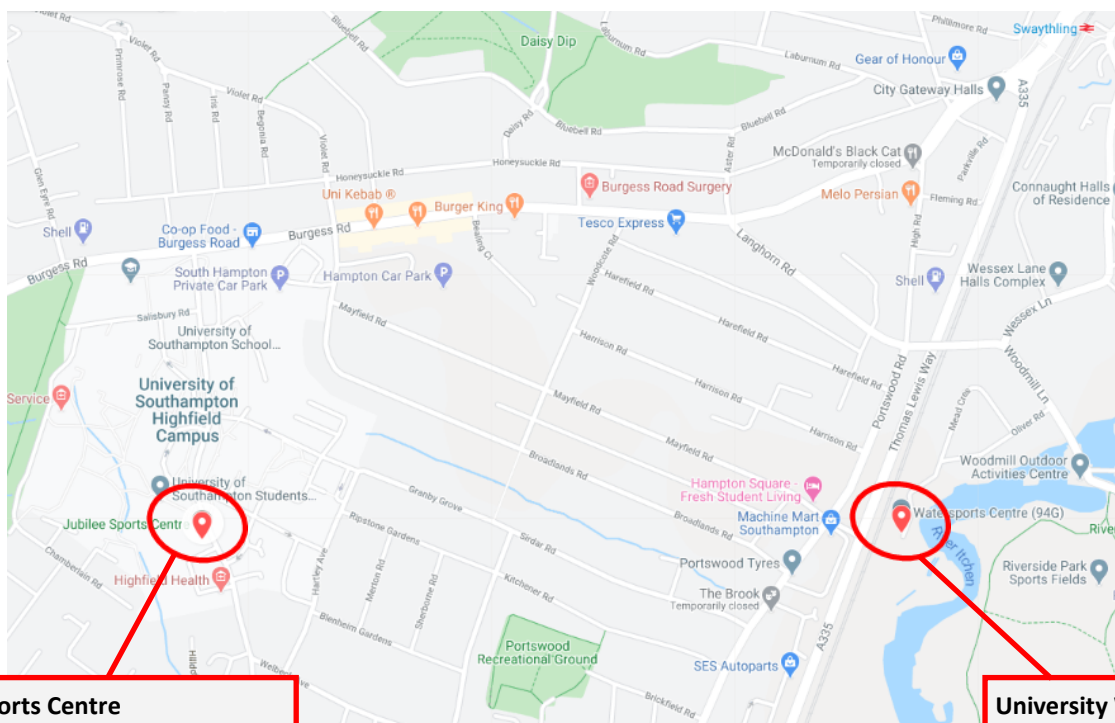 Violet Rd
Primrose Rd
Pansy Rd
Iris Rd
Violet Rd
Begonia Rd
Bluebell Rd
Violet Rd
Daisy Dip
Laburnum Rd
Laburnum Rd
Phillimore Rd
Swaythling
Gear of Honour
A335
City Gateway Halls
Daisy Rd
Bluebell Rd
Bluebell Rd
Aster Rd
McDonald's Black Cat
Temporarily closed
Parkville Rd
Honeysuckle Rd
Honeysuckle Rd
Glen Eyre Rd
Uni Kebab ®
Burger King
Burgess Road Surgery
Melo Persian
Fleming Rd
Connaught Halls
of Residence
Shell
Co-op Food -
Burgess Road
Burgess Rd
Tesco Express
High Rd
Burgess Rd
Bealing Ct
Woodcote Rd
Langhorn Rd
South Hampton
Private Car Park
Hampton Car Park
Harefield Rd
Shell
Wessex Lane
Halls Complex
Wessex Ln
Salisbury Rd
Mayfield Rd
Harefield Rd
University of
Southampton School...
Harrison Rd
Harefield Rd
Portswood Rd
Thomas Lewis Way
Woodmill Ln
University of
Southampton
Highfield
Campus
Service
Harrison Rd
Mayfield Rd
Mead Cres
Oliver Rd
Harrison Rd
Mayfield Rd
Broadlands Rd
Woodmill Outdoor
Activities Centre
University of
Southampton Students...
Granby Grove
Hampton Square -
Fresh Student Living
Jubilee Sports Centr
Ripstone Gardens
Broadlands Rd
Machine Mart
Southampton
Watersports Centre (94G)
River
River Itchen
Sirdar Rd
Chamberlain Rd
Highfield Health
Hartley Ave
Merton Rd
Sherborne Rd
Kitchener Rd
Portswood Tyres
Riverside Park
Sports Fields
The Brook
Temporarily closed
Blenheim Gardens
Portswood
Recreational Ground
Highfield
SES Autoparts
A335
Brickfield Rd
orts Centre
University